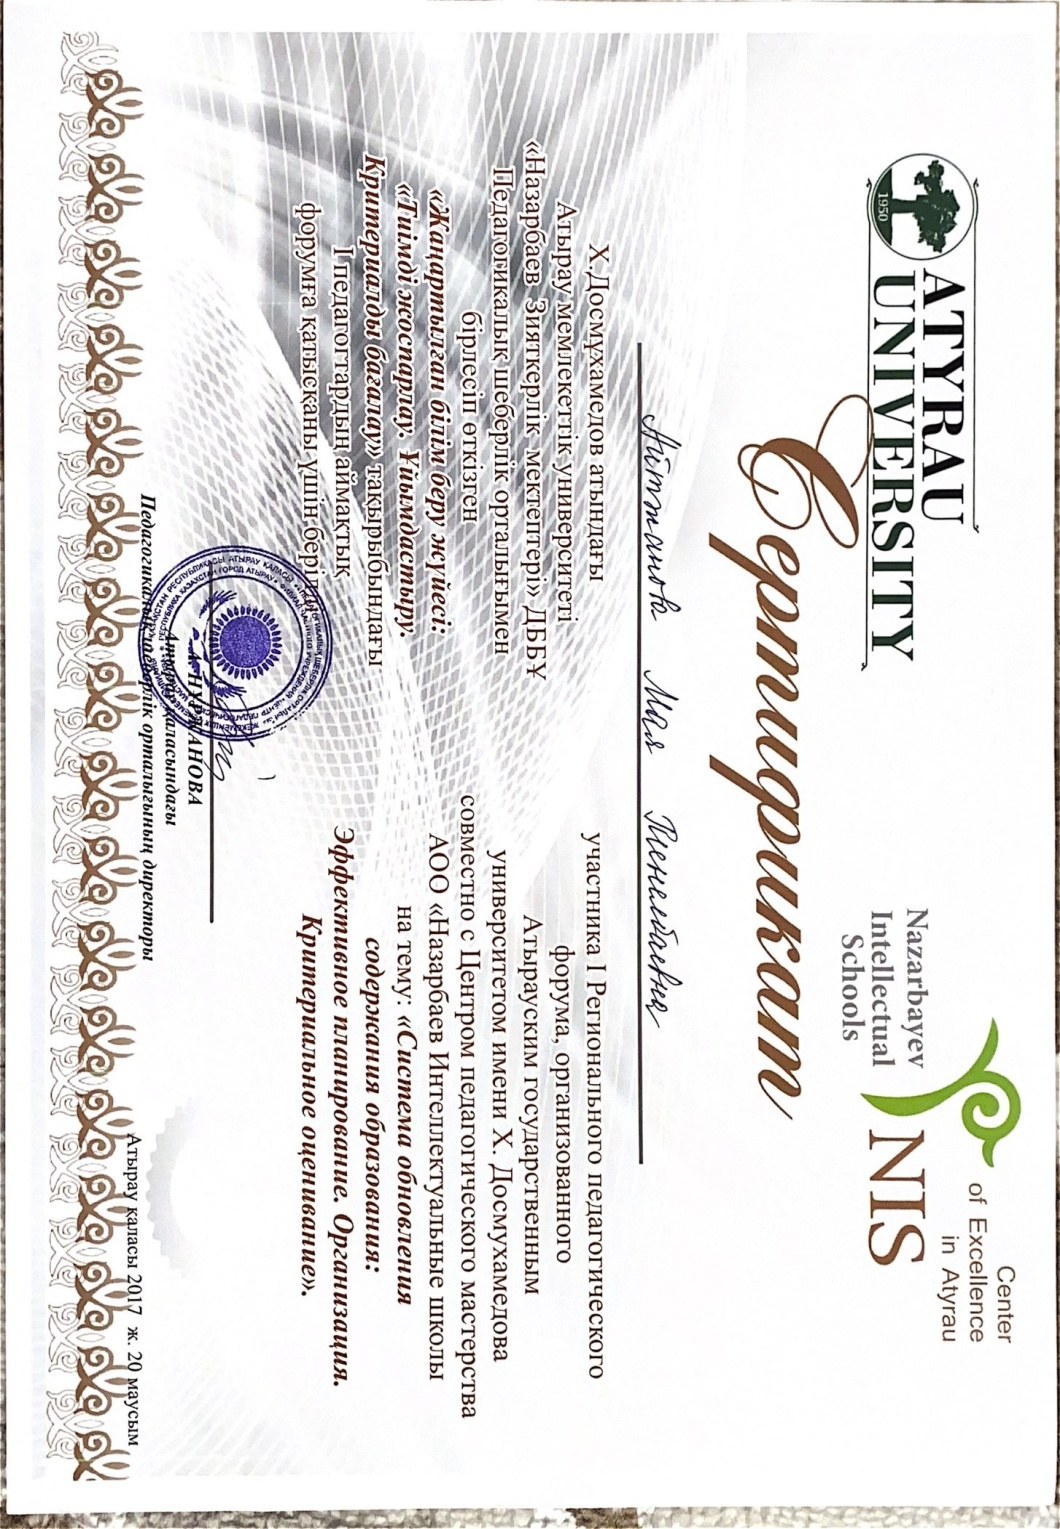 ATYRAU
UNIVERSITY
1950
Nazarbayev
Intellectual
Schools
NIS
Center
of Excellence
in Atyrau
Сертификат
Мая
Х.Досмұхамедов атындағы
Атырау мемлекеттік университеті
«Назарбаев Зияткерлік мектептері» ДББҰ
Педагогикалық шеберлік орталығымен
бірлесіп өткізген
«Жаңартылған білім беру жүйесі:
«Тиімді жоспарлау. Ұйымдастыру.
Критериалды бағалау» тақырыбындағы
І педагогтардың аймақтық
форумға қатысқаны үшін
участника І Регионального педагогического
форума, организованного
Атырауским государственным
университетом имени Х. Досмухамедова
совместно с Центром педагогического мастерства
АОО «Назарбаев Интеллектуальные школы
на тему: «Система обновления
содержания образования:
Эффективное планирование. Организация.
Критериальное оценивание».
Атырау қаласындағы
Педагогикалық шеберлік орталығының директоры
Атырау қаласы 2017 ж. 20 маусым